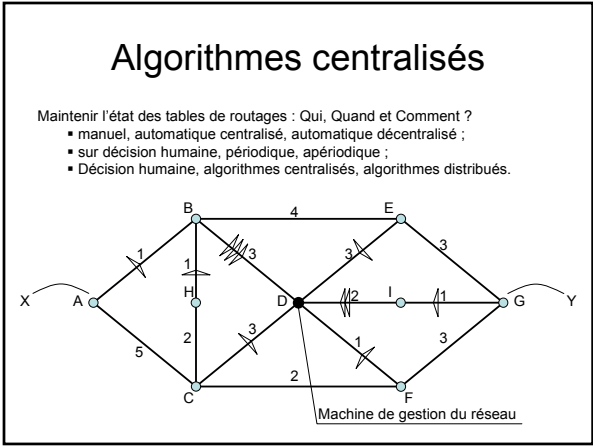 Algorithmes centralisés
Maintenir l'état des tables de routages : Qui, Quand et Comment ?
▪ manuel, automatique centralisé, automatique décentralisé ;
▪ sur décision humaine, périodique, apériodique ;
▪ Décision humaine, algorithmes centralisés, algorithmes distribués.
B 4 E
1 3 3 3
1
X A H D 2 I 1 G Y
5 2 3 1 3
2
C F
Machine de gestion du réseau